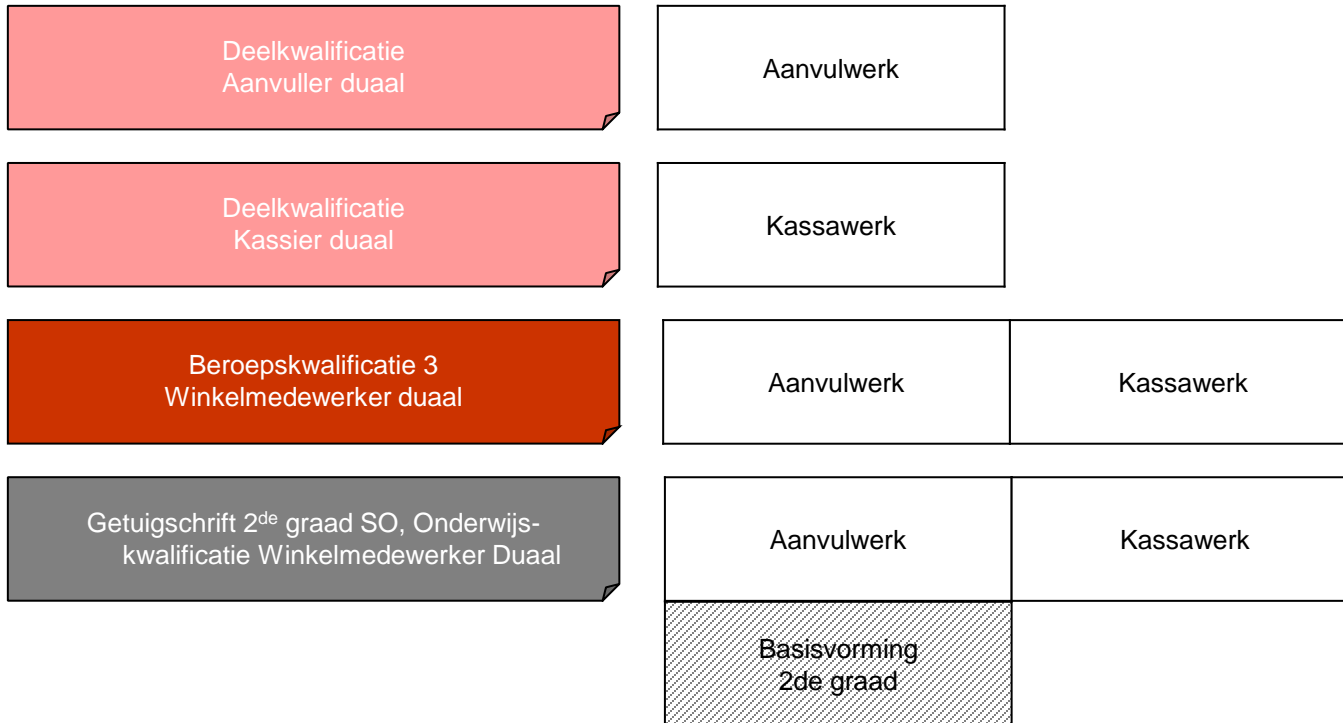 Deelkwalificatie
Aanvuller duaal
Aanvulwerk
Deelkwalificatie
Kassier duaal
Kassawerk
Beroepskwalificatie 3
Winkelmedewerker duaal
Aanvulwerk
Kassawerk
Getuigschrift 2de graad SO, Onderwijs-
kwalificatie Winkelmedewerker Duaal
Aanvulwerk
Kassawerk
Basisvorming
2de graad